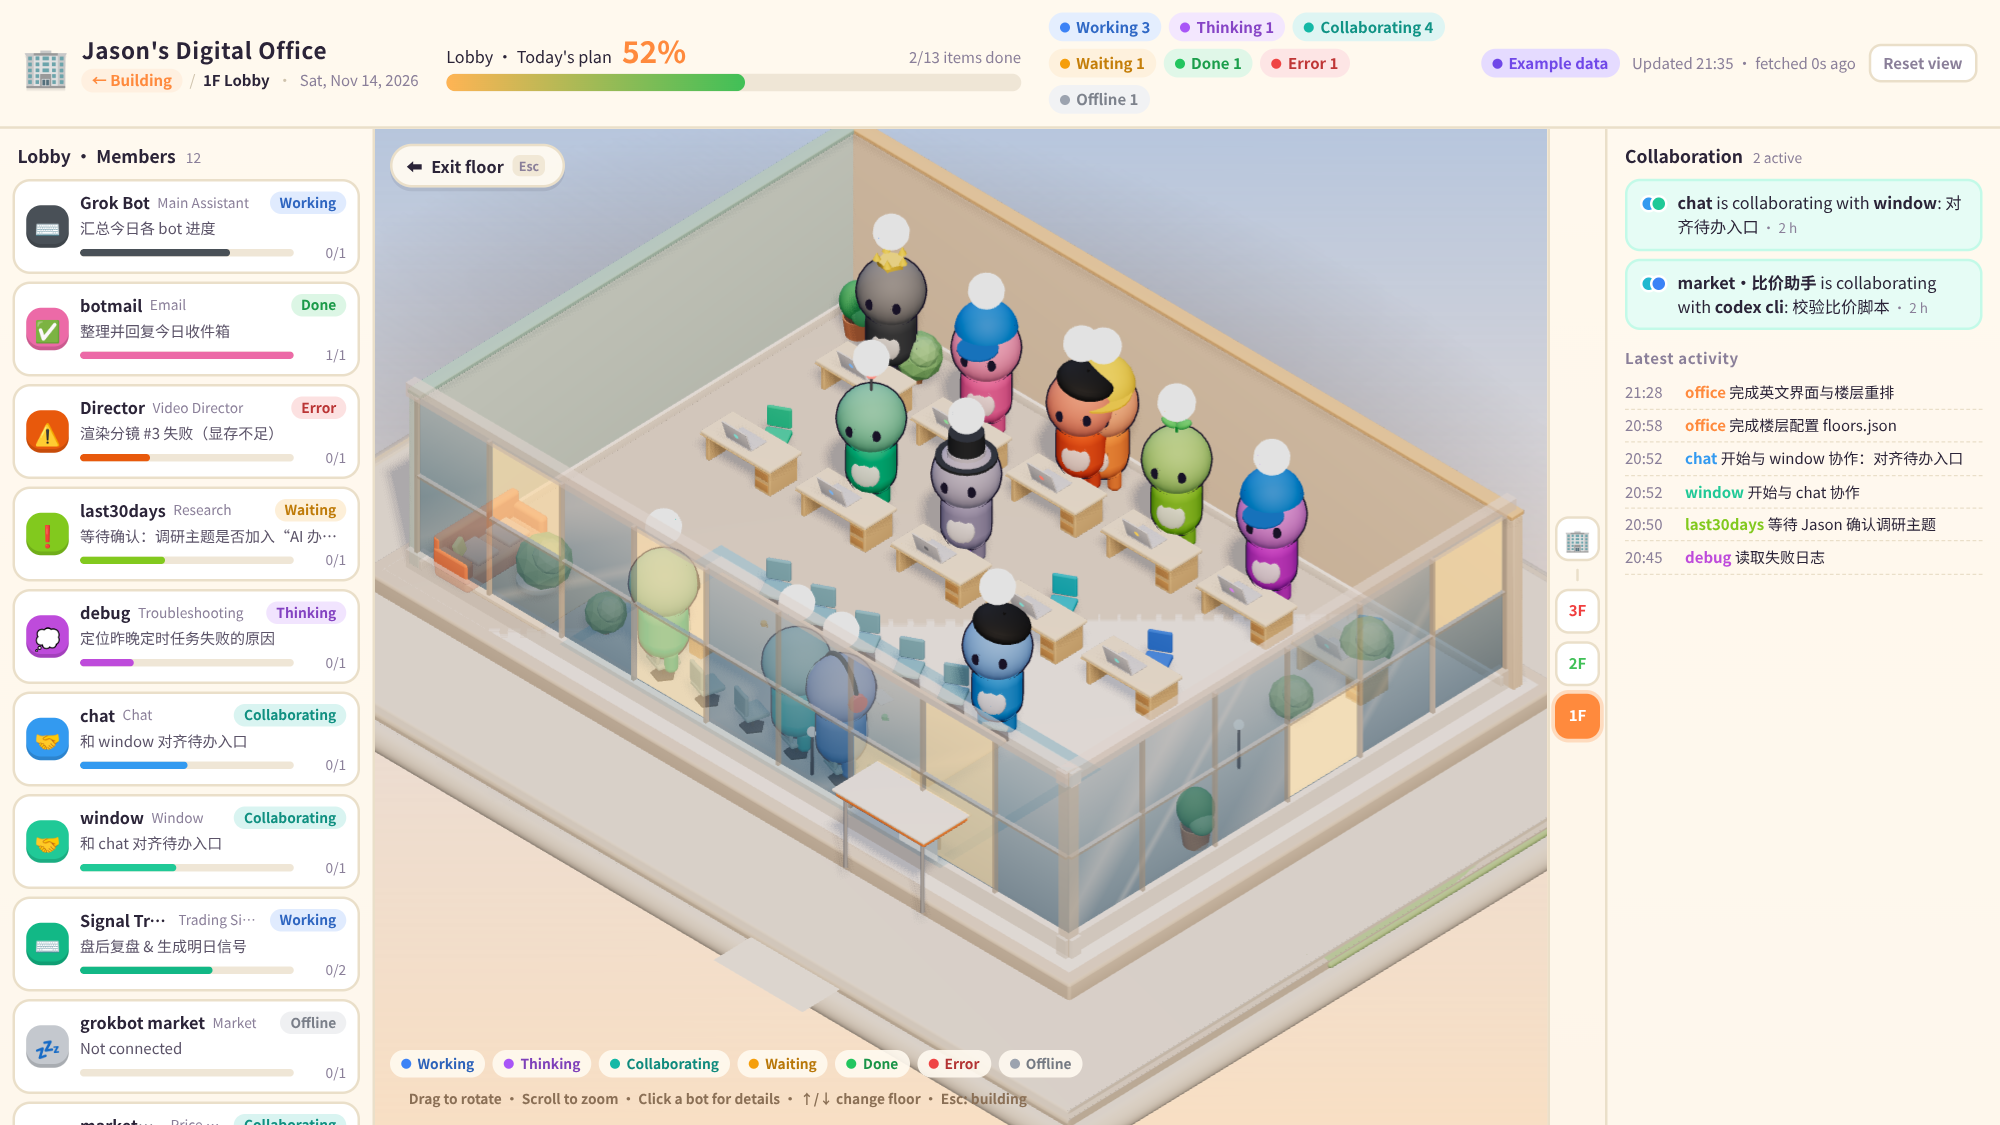 Jason's Digital Office
← Building / 1F Lobby · Sat, Nov 14, 2026
Lobby · Today's plan 52% 2/13 items done
Working 3 Thinking 1 Collaborating 4
Waiting 1 Done 1 Error 1
Offline 1
Example data Updated 21:35 · fetched 0s ago Reset view
Lobby · Members 12
Grok Bot Main Assistant Working
汇总今日各 bot 进度
0/1
botmail Email Done
整理并回复今日收件箱
1/1
Director Video Director Error
渲染分镜 #3 失败（显存不足）
0/1
last30days Research Waiting
等待确认：调研主题是否加入“AI 办…
0/1
debug Troubleshooting Thinking
定位昨晚定时任务失败的原因
0/1
chat Chat Collaborating
和 window 对齐待办入口
0/1
window Window Collaborating
和 chat 对齐待办入口
0/1
Signal Tr… Trading Si… Working
盘后复盘 & 生成明日信号
0/2
grokbot market Market Offline
Not connected
0/1
market… Price … Collaborating
← Exit floor Esc
Working Thinking Collaborating Waiting Done Error Offline
Drag to rotate · Scroll to zoom · Click a bot for details · ↑/↓ change floor · Esc: building
3F
2F
1F
Collaboration 2 active
chat is collaborating with window: 对
齐待办入口 · 2 h
market · 比价助手 is collaborating
with codex cli: 校验比价脚本 · 2 h
Latest activity
21:28 office 完成英文界面与楼层重排
20:58 office 完成楼层配置 floors.json
20:52 chat 开始与 window 协作：对齐待办入口
20:52 window 开始与 chat 协作
20:50 last30days 等待 Jason 确认调研主题
20:45 debug 读取失败日志